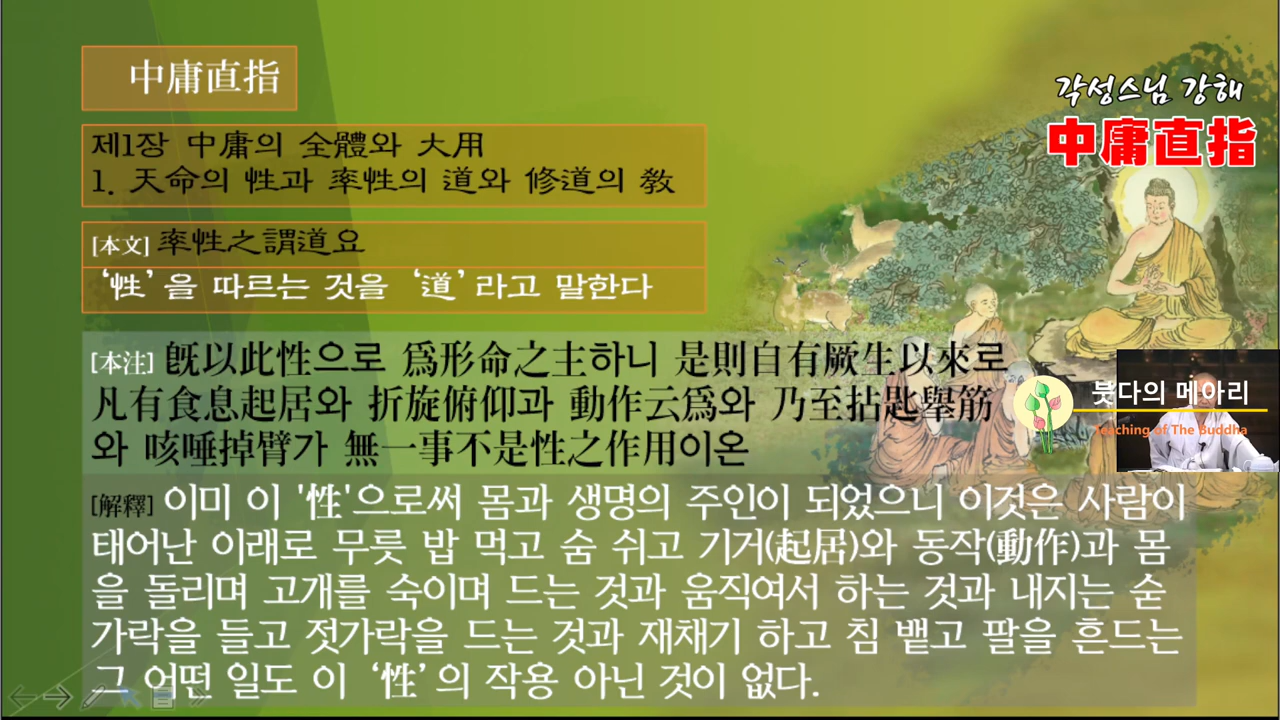 中庸直指
제1장 中庸의 全體와 大用
1. 天命의 性과 率性의 道와 修道의 敎
[本文] 率性之謂道요
‘性’을 따르는 것을 ‘道’라고 말한다
[本注] 旣以此性으로 爲形命之主하니 是則自有厥生以來로
凡有食息起居와 折旋俯仰과 動作云爲와 乃至拈匙擧筯
와 咳唾掉臂가 無一事不是性之作用이온
[解釋] 이미 이 '性'으로써 몸과 생명의 주인이 되었으니 이것은 사람이
태어난 이래로 무릇 밥 먹고 숨 쉬고 기거(起居)와 동작(動作)과 몸
을 돌리며 고개를 숙이며 드는 것과 움직여서 하는 것과 내지는 숟
가락을 들고 젓가락을 드는 것과 재채기 하고 침 뱉고 팔을 흔드는
그 어떤 일도 이 ‘性’의 작용 아닌 것이 없다.
각성스님 강해
中庸直指
붓다의 메아리
Teaching of The Buddha